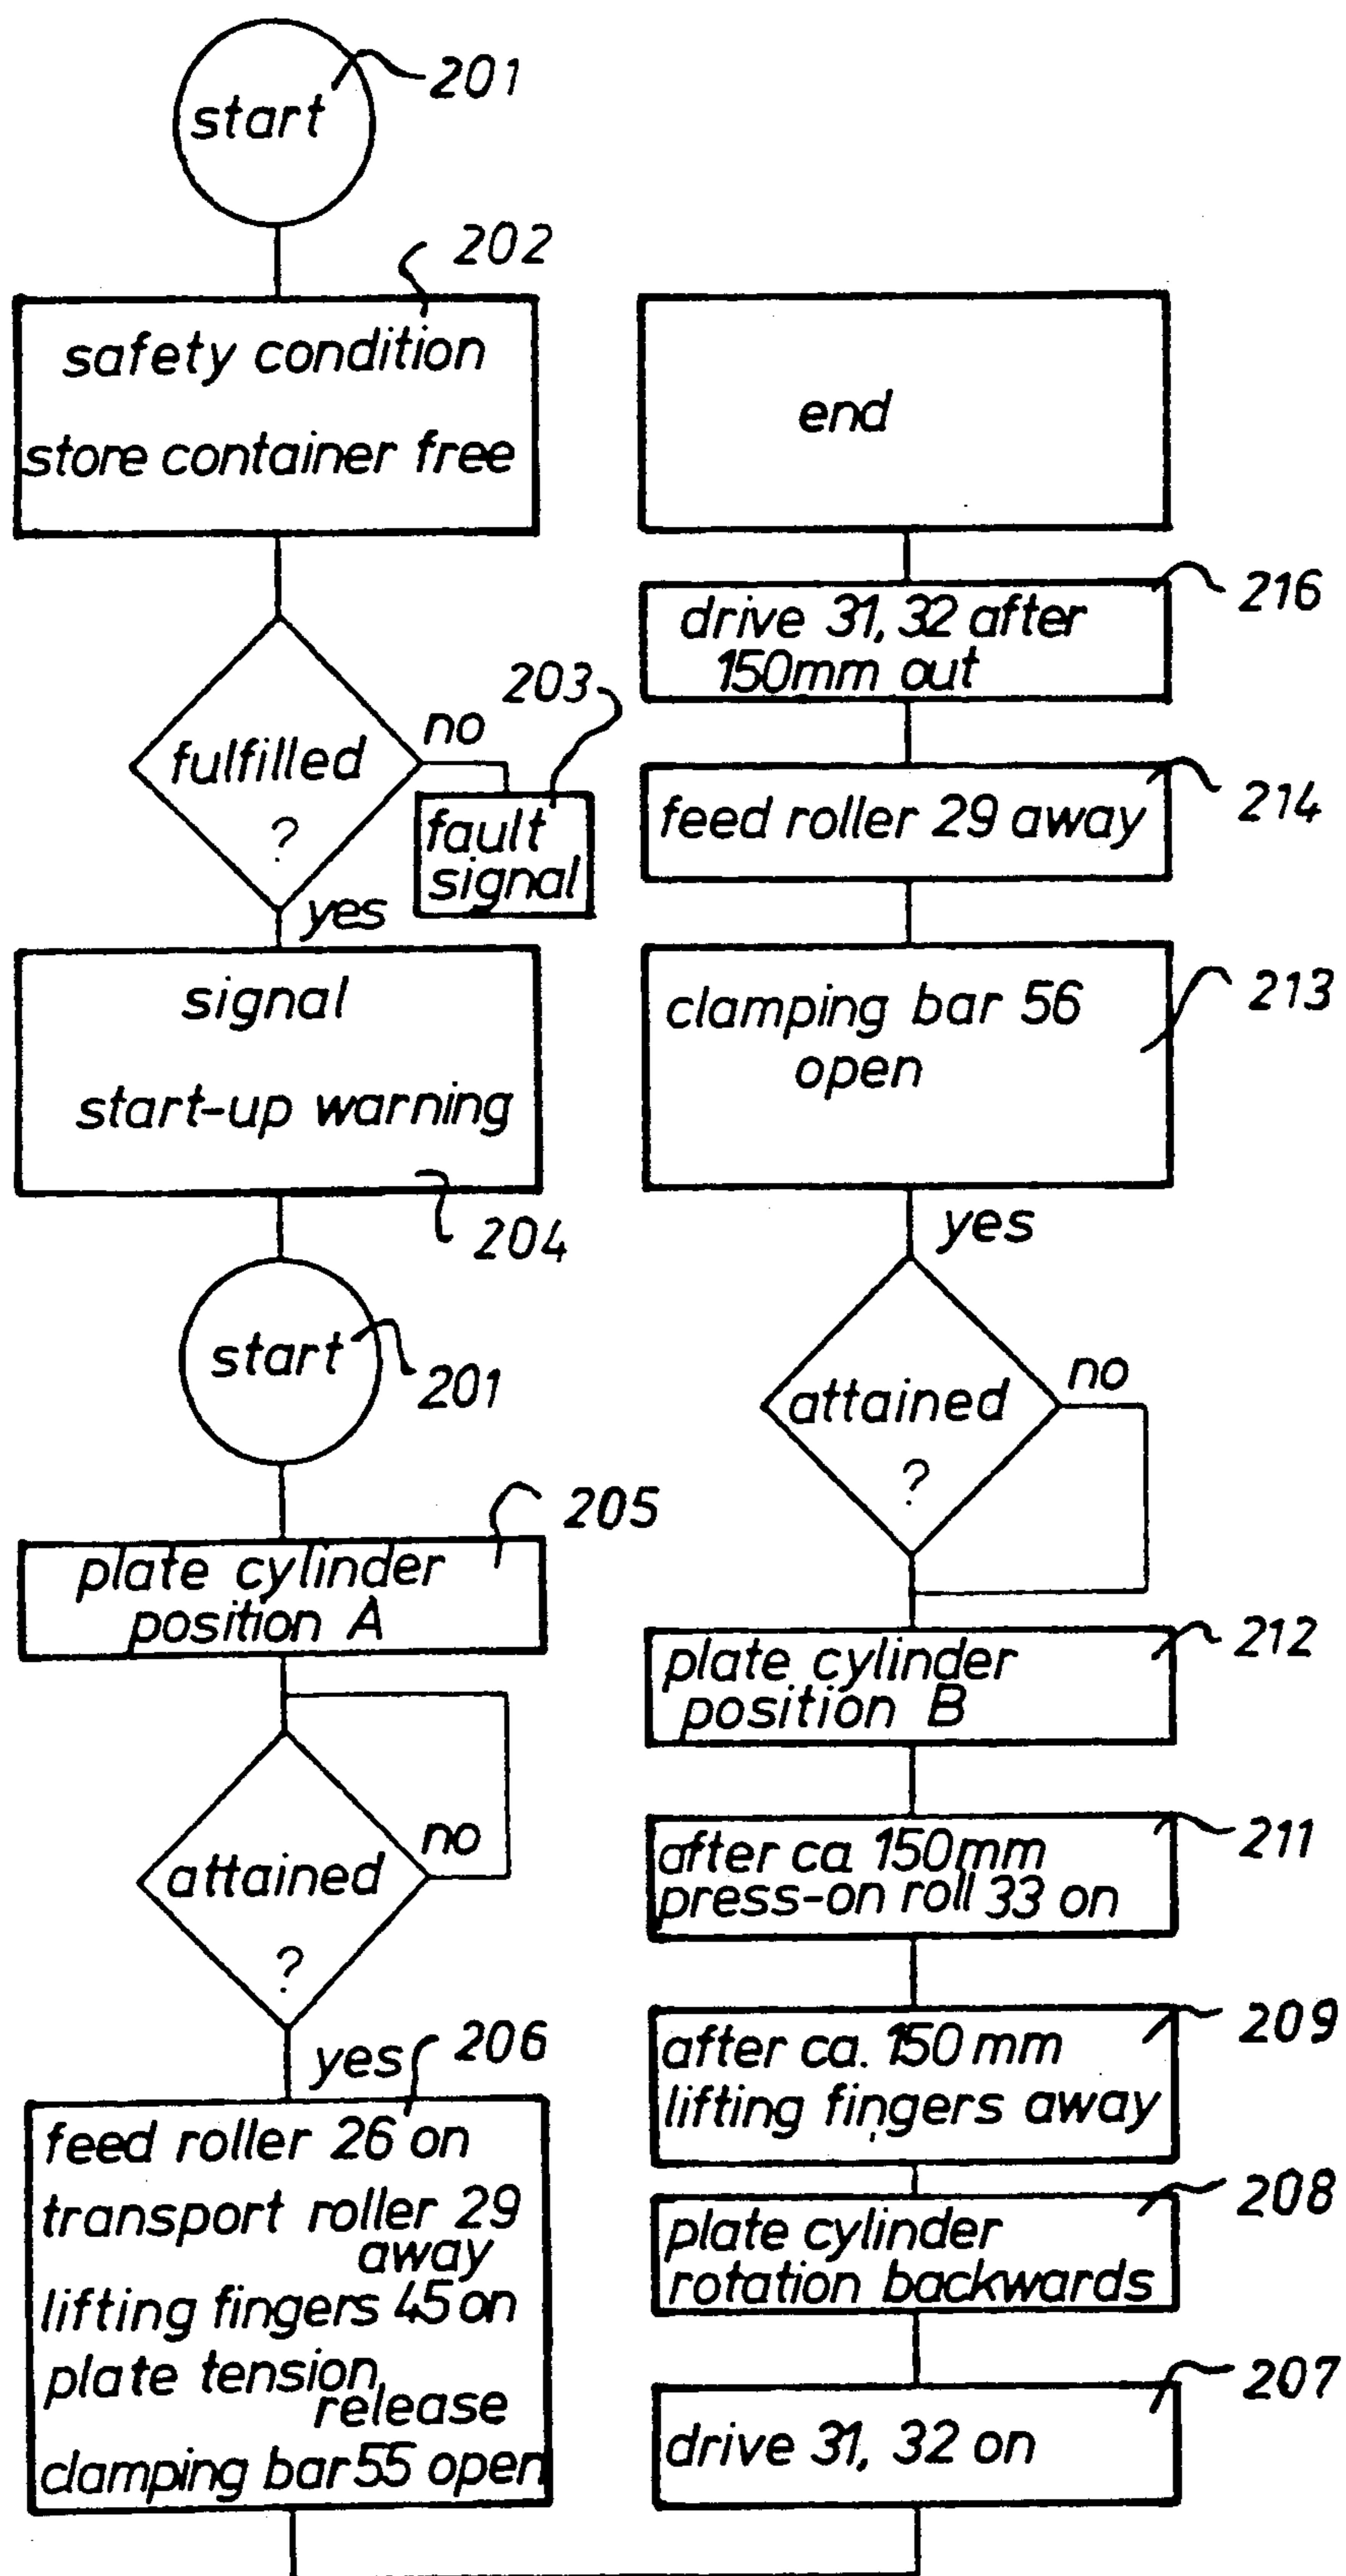 start
201
202
safety condition
store container free
fulfilled
?
no
203
fault
signal
yes
signal
start-up warning
204
start
201
205
plate cylinder
position A
attained
?
no
yes
206
feed roller 26 on
transport roller 29
away
lifting fingers 45 on
plate tension
release
clamping bar 55 open
end
216
drive 31, 32 after
150mm out
214
feed roller 29 away
213
clamping bar 56
open
yes
attained
?
no
212
plate cylinder
position B
211
after ca 150mm
press-on roll 33 on
209
after ca. 150 mm
lifting fingers away
208
plate cylinder
rotation backwards
207
drive 31, 32 on